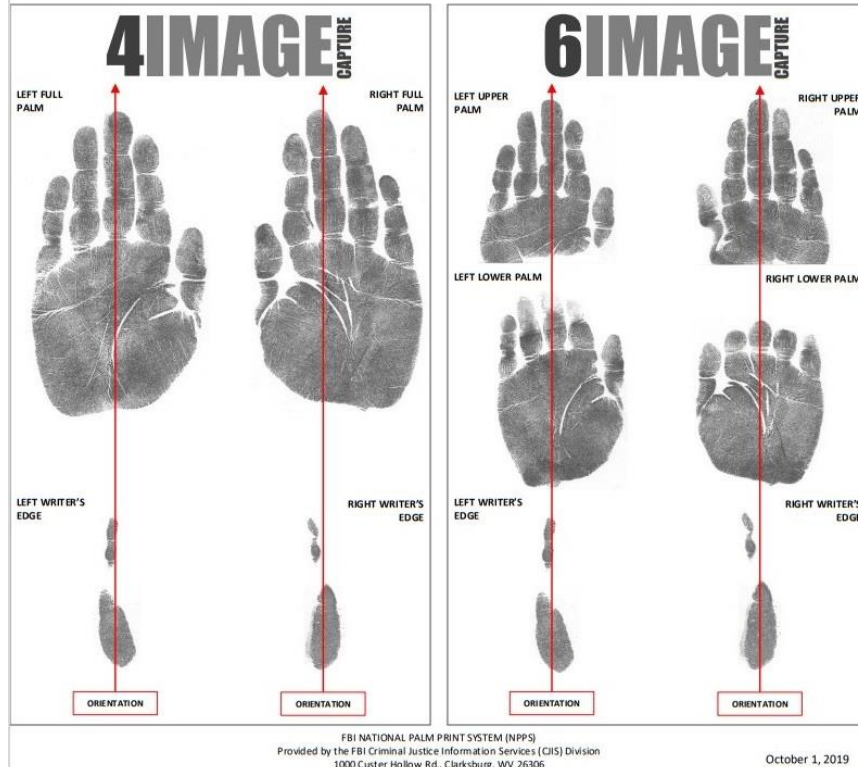 4IMAGE CAPTURE
LEFT FULL
PALM
RIGHT FULL
PALM
LEFT WRITER'S
EDGE
RIGHT WRITER'S
EDGE
ORIENTATION
ORIENTATION
6IMAGE CAPTURE
LEFT UPPER
PALM
RIGHT UPPER
PALM
LEFT LOWER PALM
RIGHT LOWER PALM
LEFT WRITER'S
EDGE
RIGHT WRITER'S
EDGE
ORIENTATION
ORIENTATION
FBI NATIONAL PALM PRINT SYSTEM (NPPS)
Provided by the FBI Criminal Justice Information Services (CJIS) Division
1000 Custer Hollow Rd., Clarksburg, WV 26306
October 1, 2019